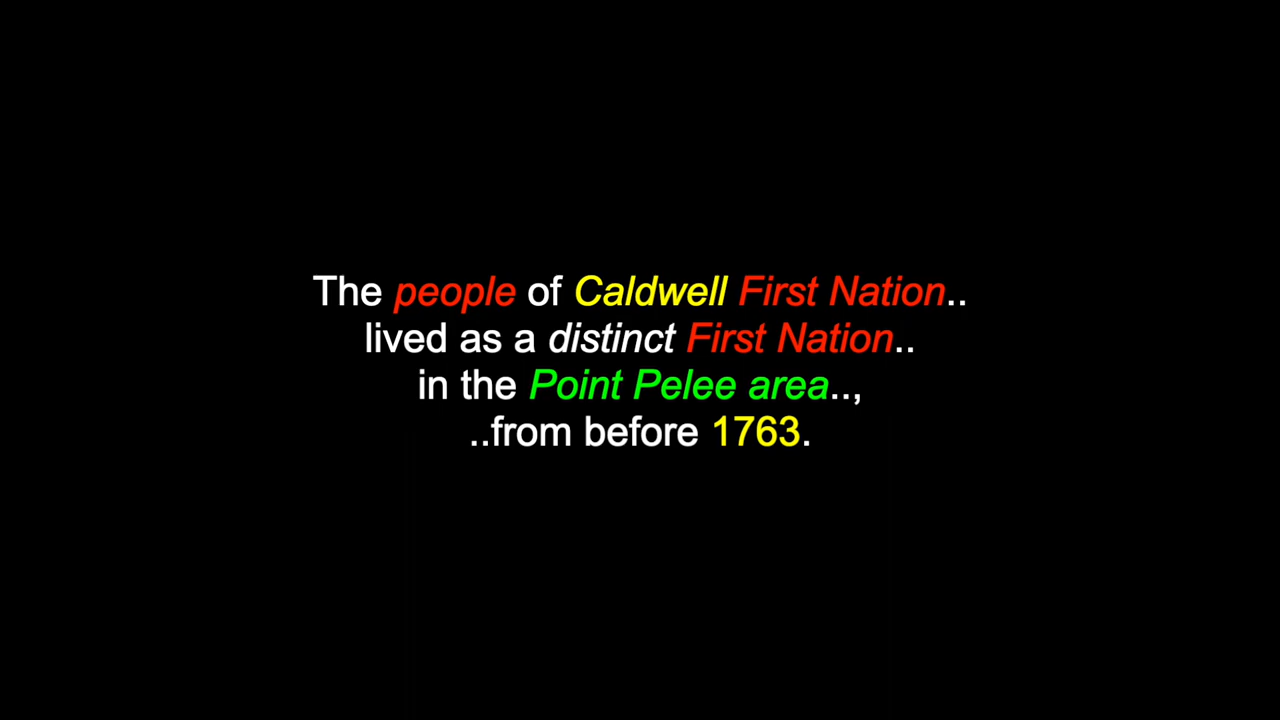 The people of Caldwell First Nation..
lived as a distinct First Nation..
in the Point Pelee area..,
..from before 1763.